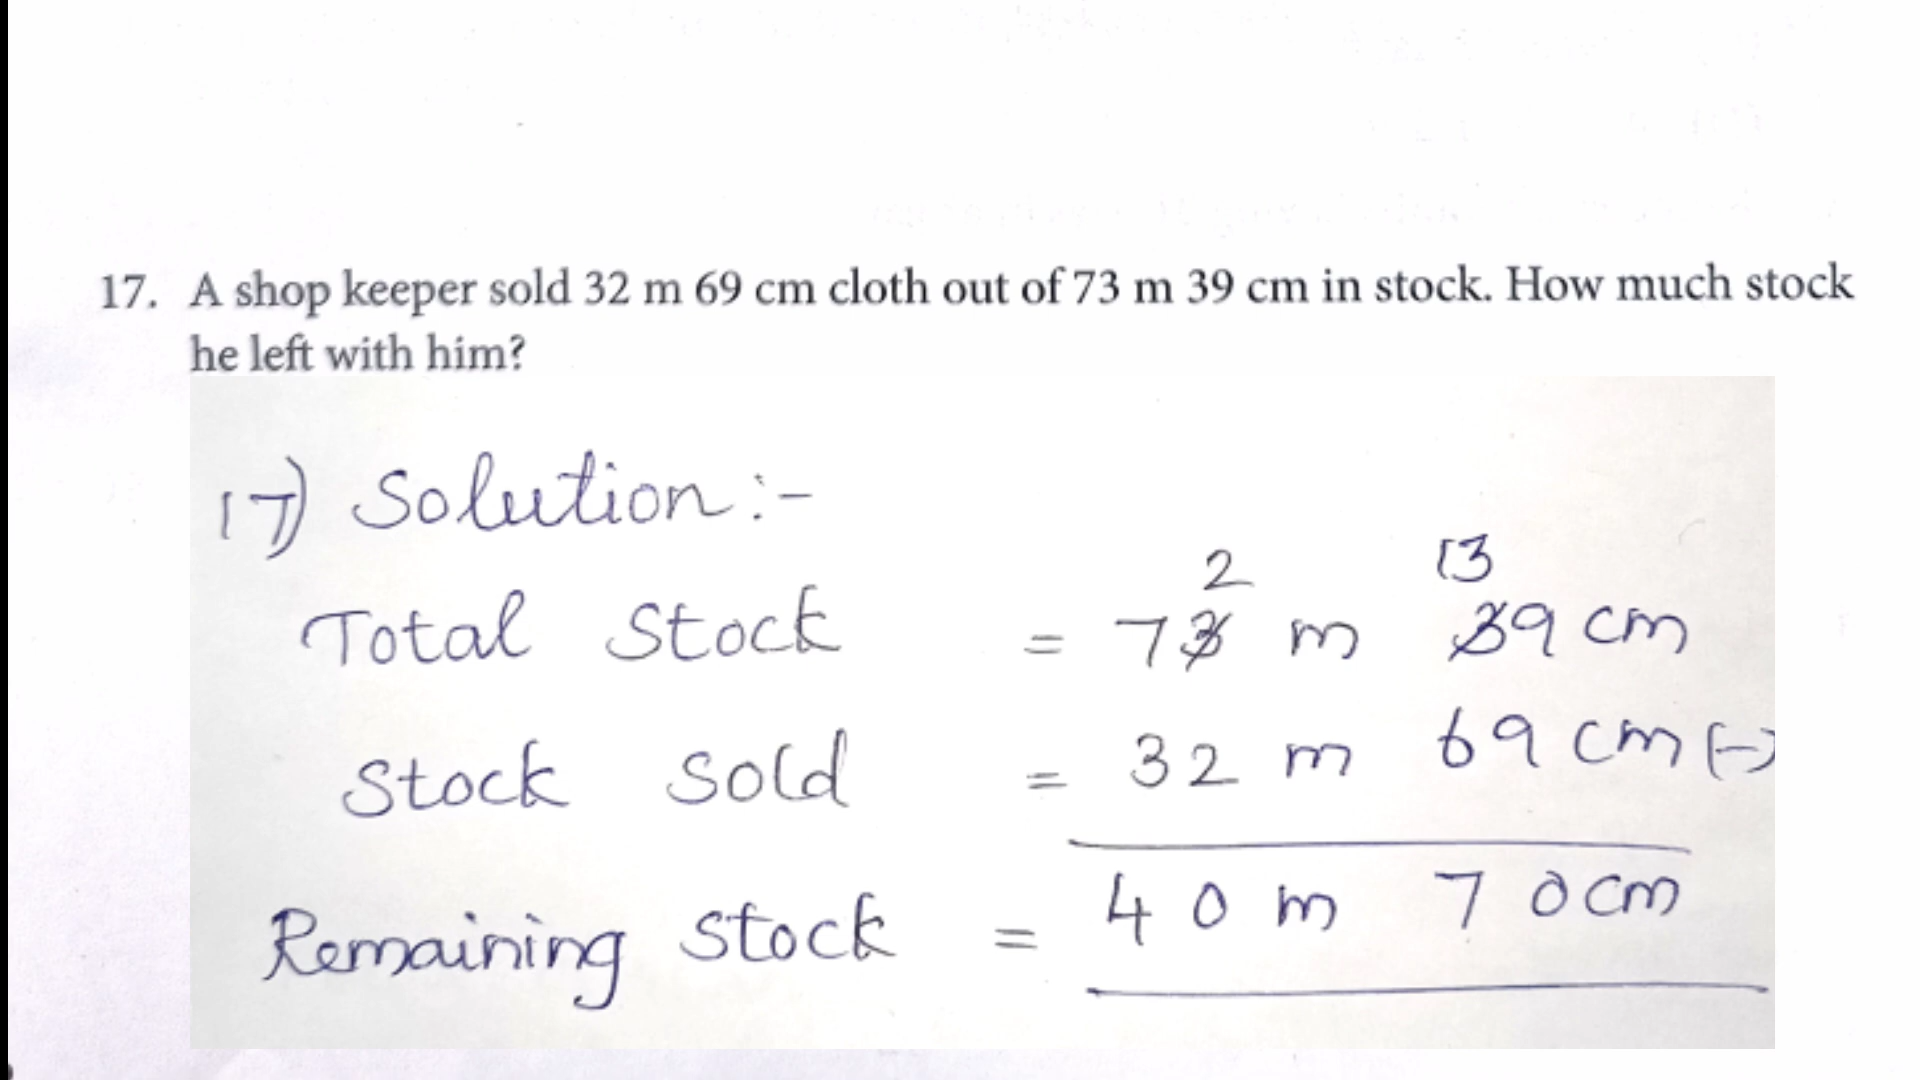 17. A shop keeper sold 32 m 69 cm cloth out of 73 m 39 cm in stock. How much stock
he left with him?
17) Solution :-
2 13
Total Stock = 73 m 39 cm
Stock Sold = 32 m 69 cm (-)
Remaining Stock = 40 m 70 cm